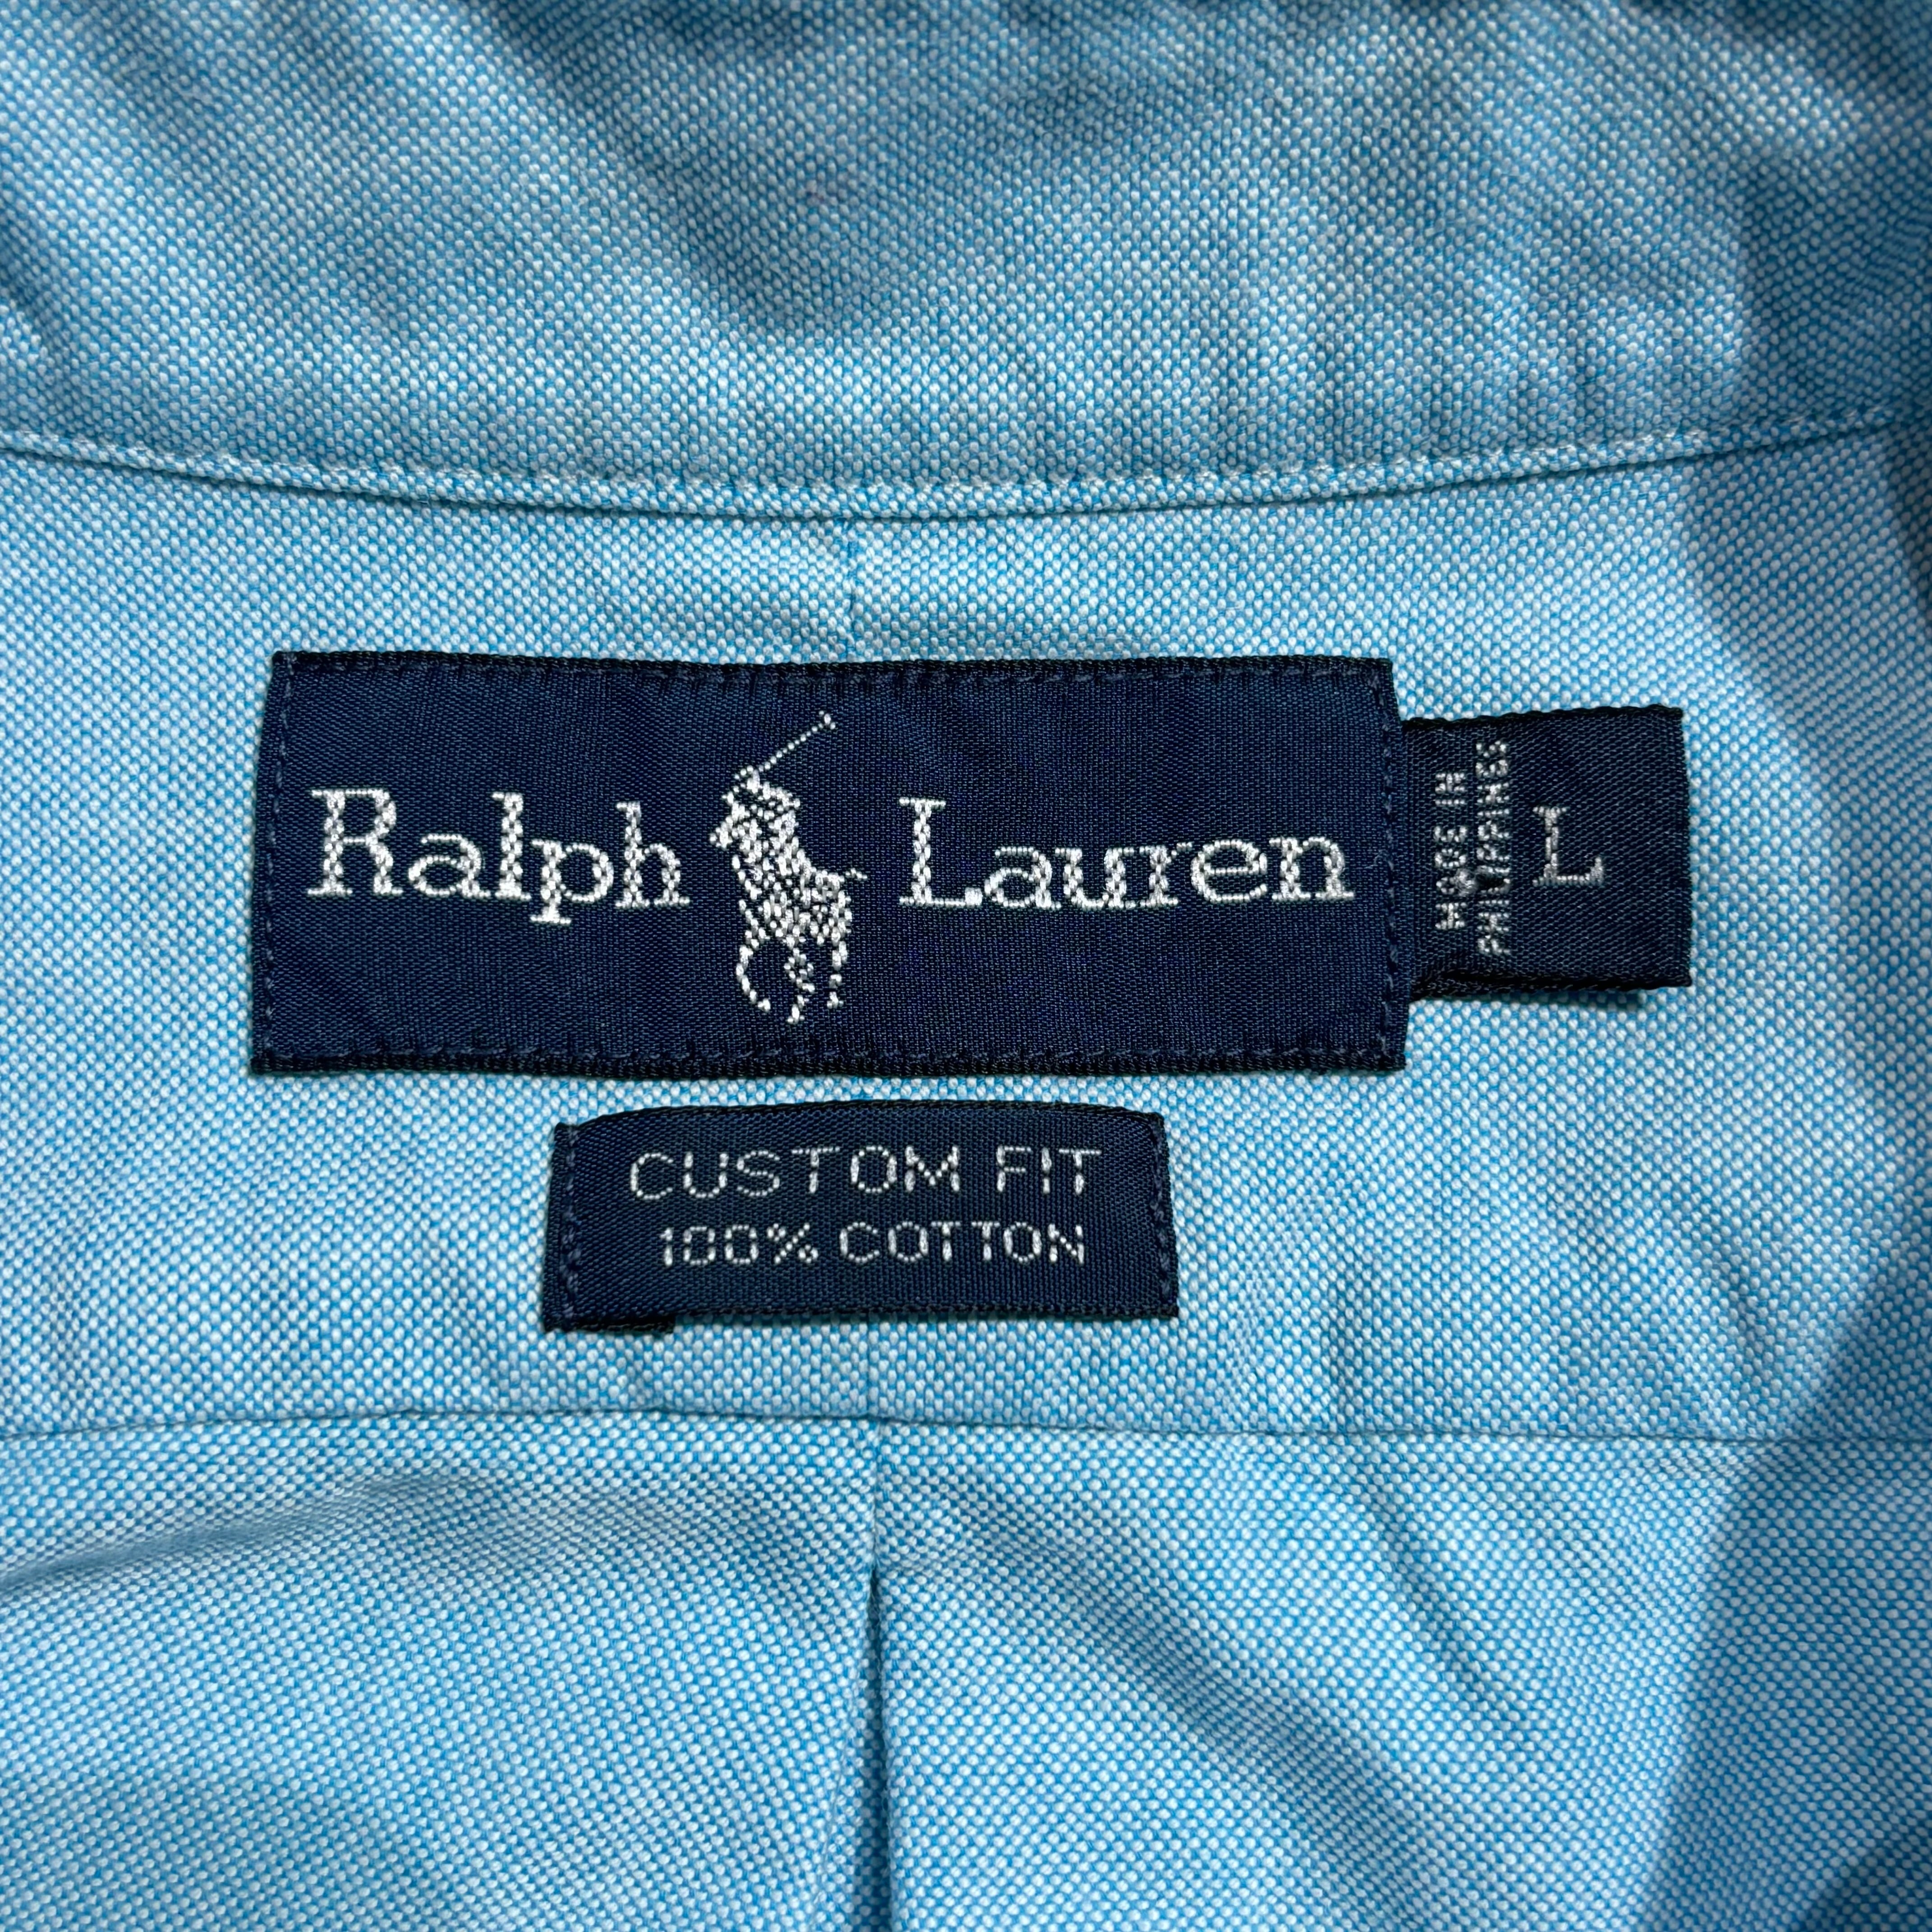 Ralph Lauren
MADE IN
PHILIPPINES
L
CUSTOM FIT
100% COTTON